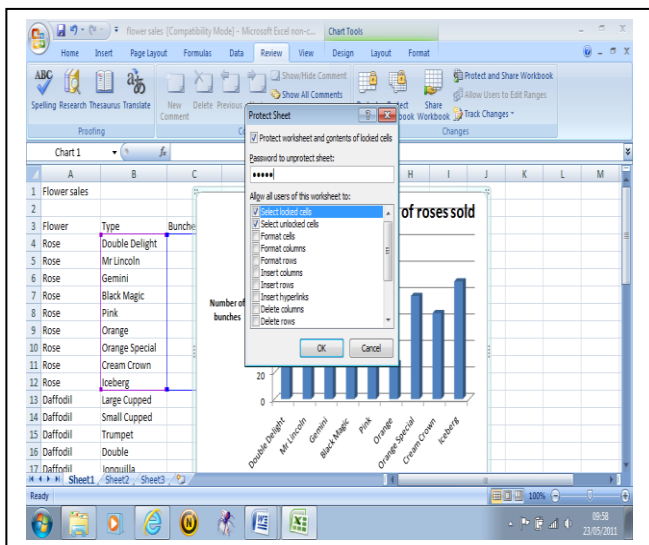 flower sales [Compatibility Mode] - Microsoft Excel non-c... Chart Tools
Home Insert Page Layout Formulas Data Review View Design Layout Format
ABC
Spelling Research Thesaurus Translate
New Comment
Delete Previous
Show/Hide Comment
Show All Comments
Share Workbook
Protect and Share Workbook
Allow Users to Edit Ranges
Track Changes
Proofing
Changes
Chart 1 fx
A B C H I J K L M
1 Flower sales
2
3 Flower Type Bunche
4 Rose Double Delight
5 Rose Mr Lincoln
6 Rose Gemini
7 Rose Black Magic
8 Rose Pink
9 Rose Orange
10 Rose Orange Special
11 Rose Cream Crown
12 Rose Iceberg
13 Daffodil Large Cupped
14 Daffodil Small Cupped
15 Daffodil Trumpet
16 Daffodil Double
17 Daffodil Jonquilla
of roses sold
Number of
bunches
20
0
Double Delight
Mr Lincoln
Gemini
Black Magic
Pink
Orange
Orange Special
Cream Crown
Iceberg
Protect Sheet
Protect worksheet and contents of locked cells
Password to unprotect sheet:
•••••
Allow all users of this worksheet to:
Select locked cells
Select unlocked cells
Format cells
Format columns
Format rows
Insert columns
Insert rows
Insert hyperlinks
Delete columns
Delete rows
OK Cancel
Sheet1 Sheet2 Sheet3
Ready 100%
09:58
23/05/2011